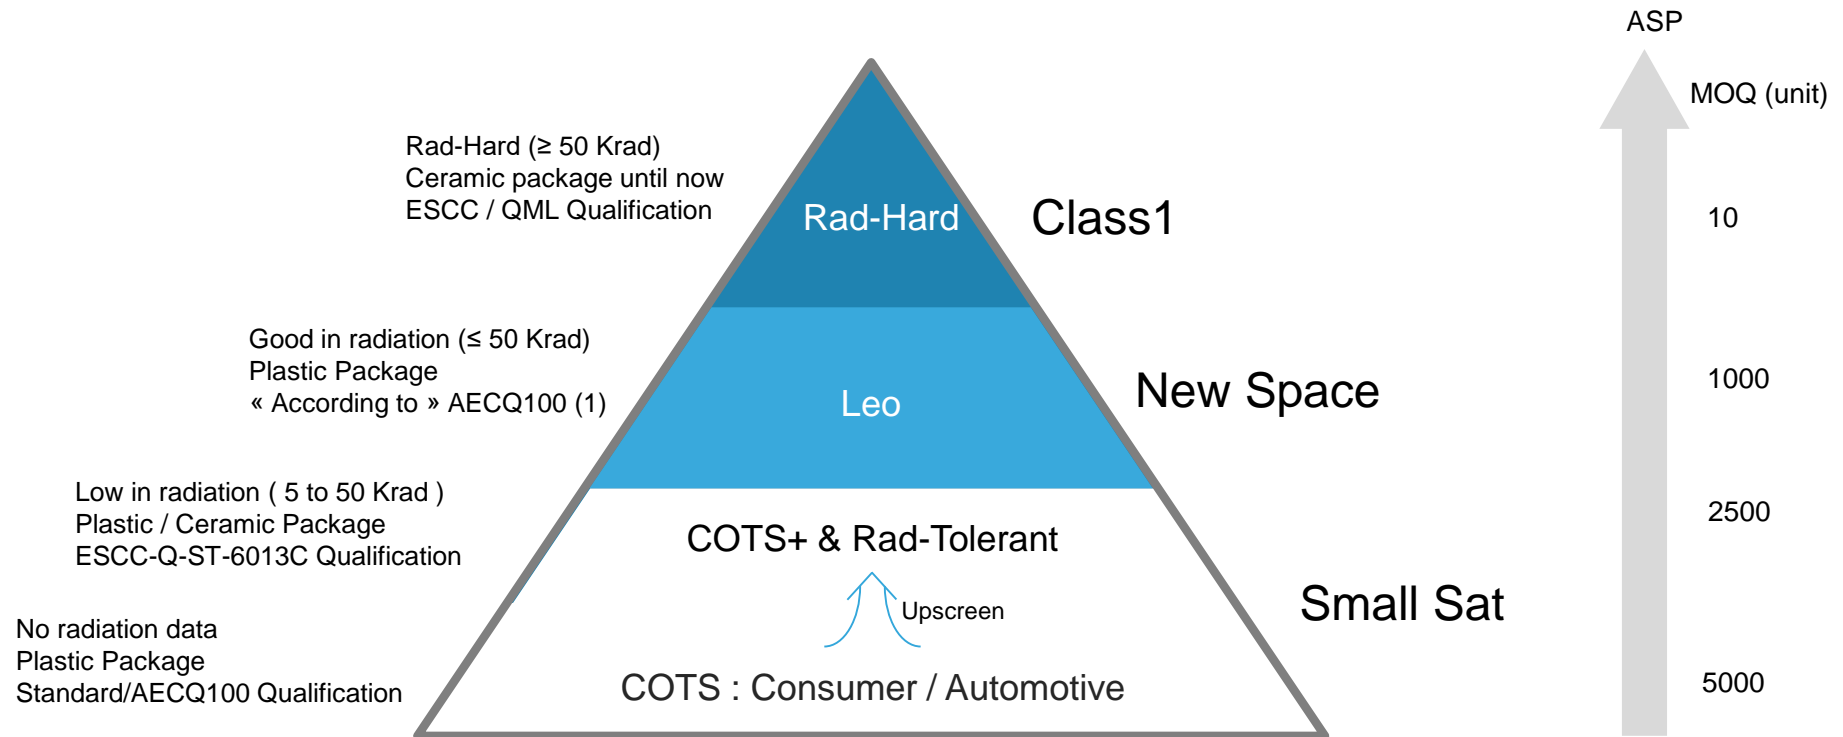 ASP
MOQ (unit)
Rad-Hard (≥ 50 Krad)
Ceramic package until now
ESCC / QML Qualification
Rad-Hard
Class1
10
Good in radiation (≤ 50 Krad)
Plastic Package
« According to » AECQ100 (1)
Leo
New Space
1000
Low in radiation ( 5 to 50 Krad )
Plastic / Ceramic Package
ESCC-Q-ST-6013C Qualification
COTS+ & Rad-Tolerant
2500
Upscreen
Small Sat
No radiation data
Plastic Package
Standard/AECQ100 Qualification
COTS : Consumer / Automotive
5000